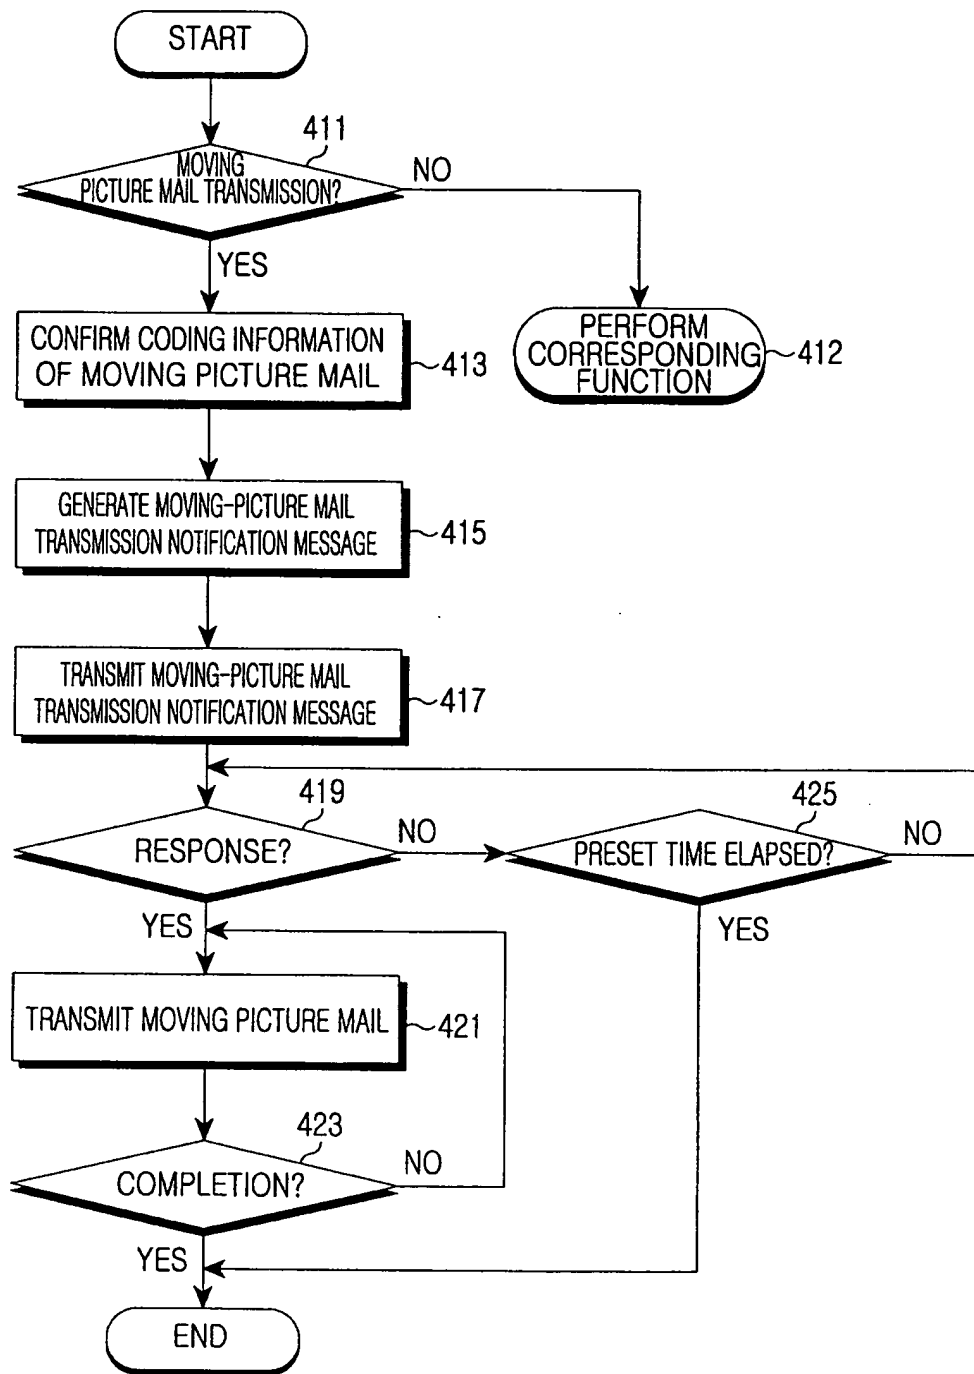 START
411
MOVING
PICTURE MAIL TRANSMISSION?
NO
YES
CONFIRM CODING INFORMATION
OF MOVING PICTURE MAIL
413
PERFORM
CORRESPONDING
FUNCTION
412
GENERATE MOVING-PICTURE MAIL
TRANSMISSION NOTIFICATION MESSAGE
415
TRANSMIT MOVING-PICTURE MAIL
TRANSMISSION NOTIFICATION MESSAGE
417
419
RESPONSE?
NO
425
PRESET TIME ELAPSED?
NO
YES
YES
TRANSMIT MOVING PICTURE MAIL
421
423
COMPLETION?
NO
YES
END